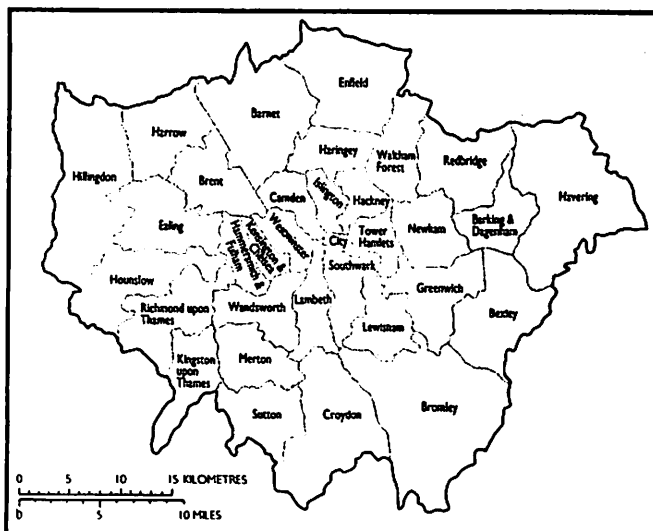 Enfield
Barnet
Harrow
Haringey
Waltham
Forest
Redbridge
Hillingdon
Brent
Camden
Islington
Hackney
Havering
Ealing
Kensington &
Chelsea
Hammersmith &
Fulham
Westminster
City
Tower
Hamlets
Newham
Barking &
Dagenham
Southwark
Hounslow
Greenwich
Richmond upon
Thames
Wandsworth
Lambeth
Lewisham
Bexley
Kingston
upon
Thames
Merton
Sutton
Croydon
Bromley
0 5 10 15 KILOMETRES
0 5 10 MILES